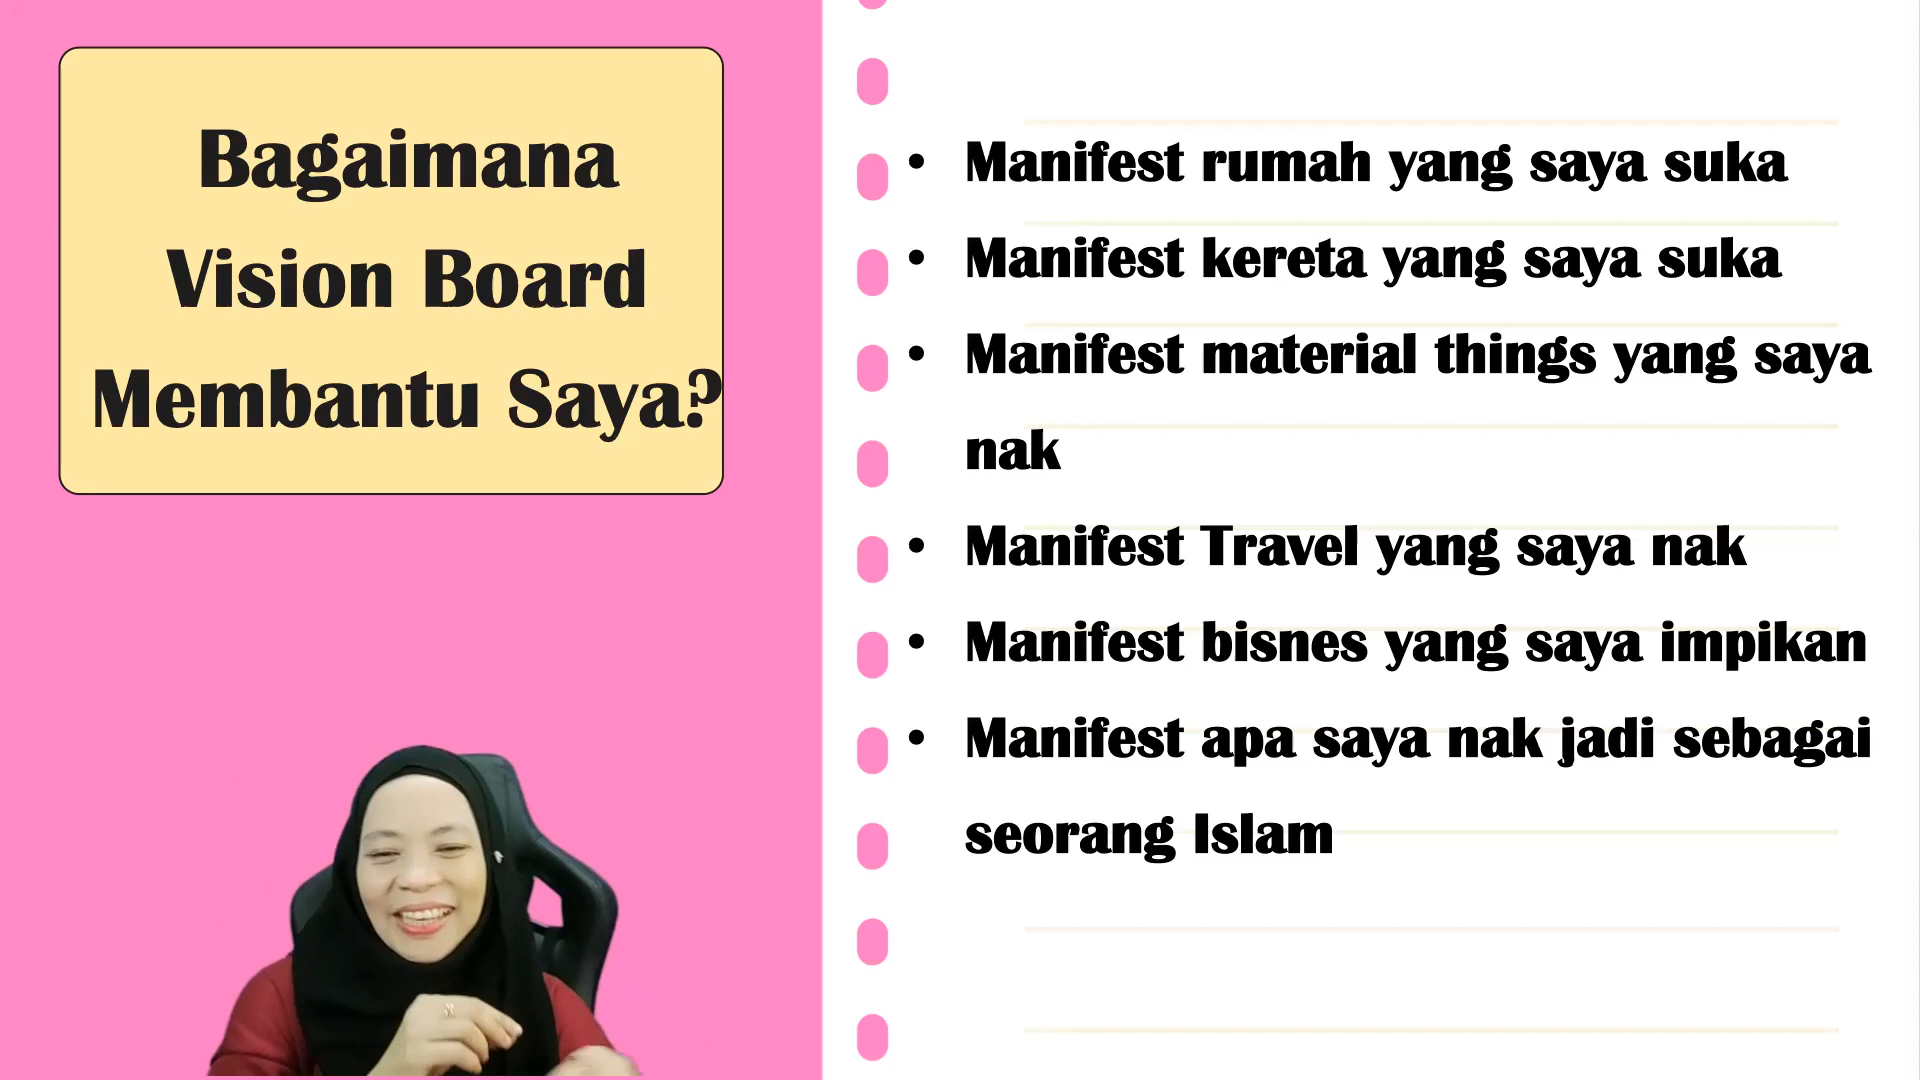 Bagaimana
Vision Board
Membantu Saya?
• Manifest rumah yang saya suka
• Manifest kereta yang saya suka
• Manifest material things yang saya
nak
• Manifest Travel yang saya nak
• Manifest bisnes yang saya impikan
• Manifest apa saya nak jadi sebagai
seorang Islam